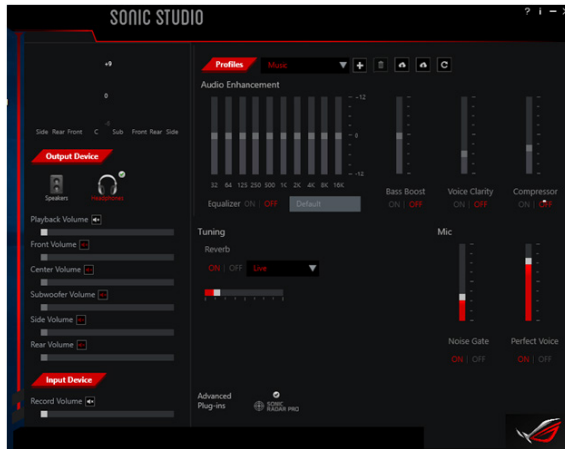 SONIC STUDIO
? i
+9
0
-9
Side Rear Front C Sub Front Rear Side
Output Device
Speakers
Headphones
Playback Volume
Front Volume
Center Volume
Subwoofer Volume
Side Volume
Rear Volume
Input Device
Record Volume
Profiles Music
Audio Enhancement
-12
- 0
-12
32 64 125 250 500 1K 2K 4K 8K 16K
Equalizer ON | OFF Default
Bass Boost Voice Clarity Compressor
ON | OFF ON | OFF ON | OFF
Tuning
Reverb
ON | OFF Live
Mic
Noise Gate Perfect Voice
ON | OFF ON | OFF
Advanced
Plug-ins
SONIC
RADAR PRO